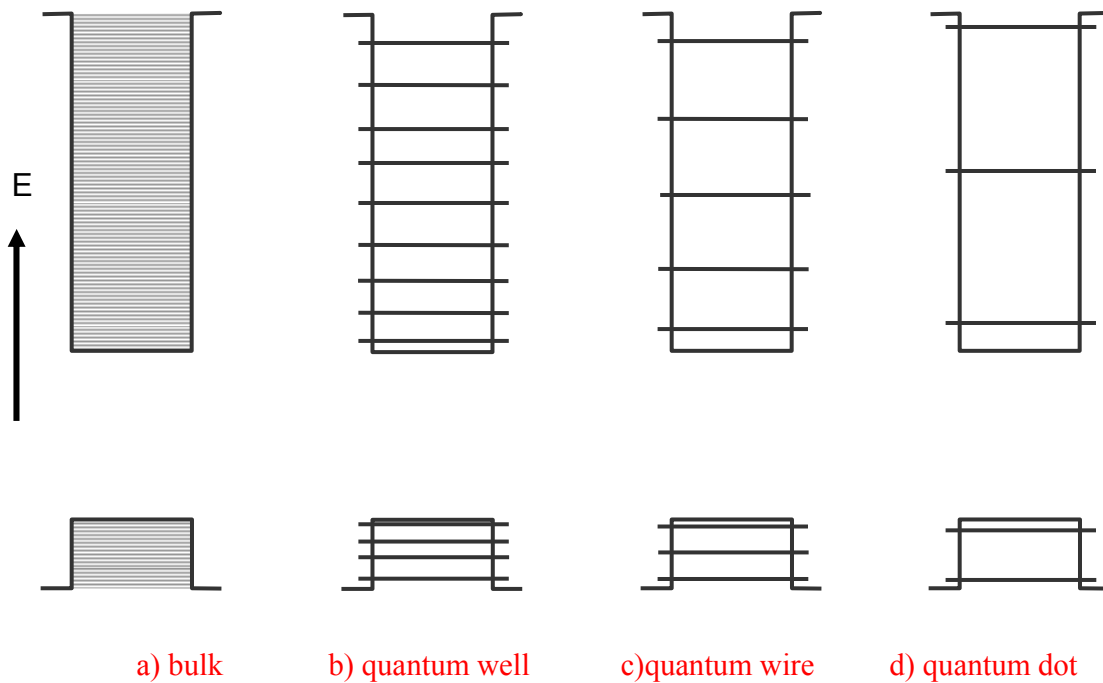 E
a) bulk
b) quantum well
c)quantum wire
d) quantum dot